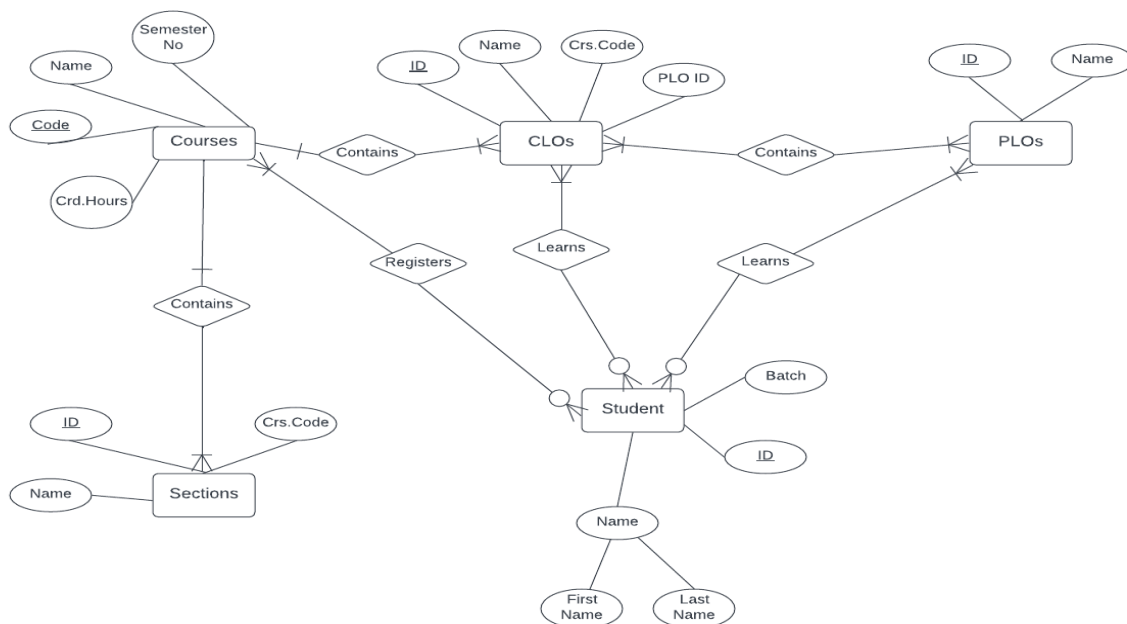 Semester
No
Name
Code
Crd.Hours
Courses
Contains
ID
Name
Crs.Code
PLO ID
CLOs
Contains
ID
Name
PLOs
Registers
Learns
Learns
Contains
ID
Crs.Code
Name
Sections
Student
Batch
ID
Name
First
Name
Last
Name